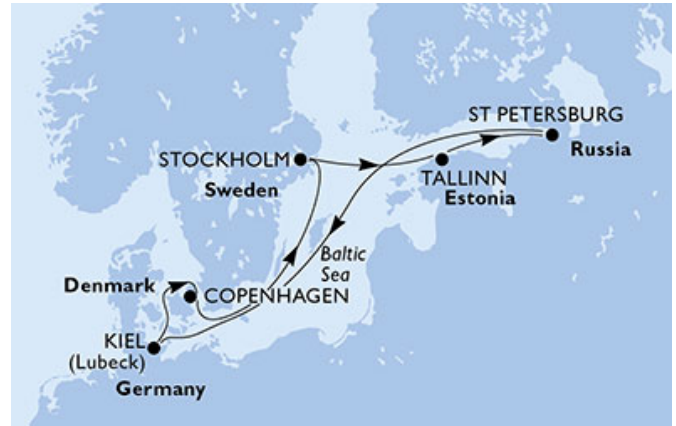 ST PETERSBURG
Russia
STOCKHOLM
Sweden
TALLINN
Estonia
Baltic
Sea
Denmark
COPENHAGEN
KIEL
(Lubeck)
Germany